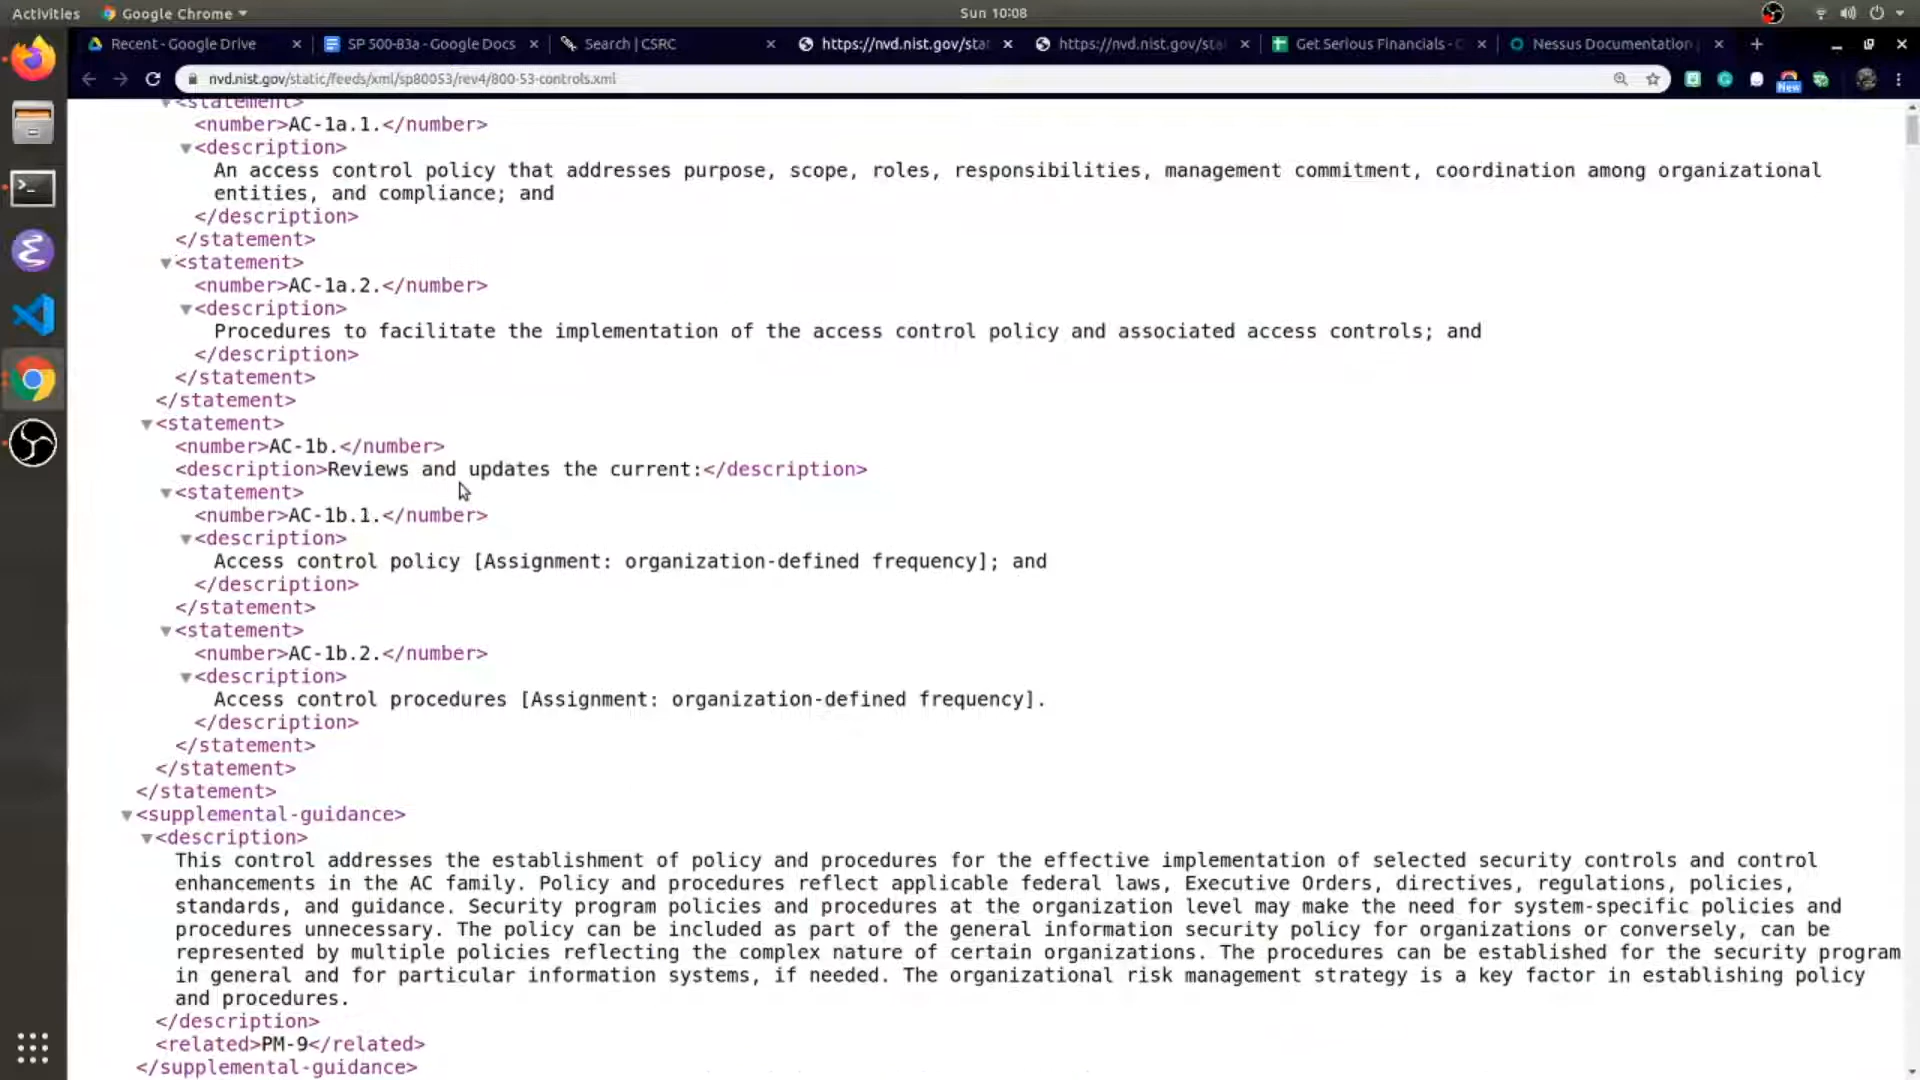 Activities
Google Chrome
Sun 10:08
Recent - Google Drive
SP 500-83a - Google Docs
Search | CSRC
https://nvd.nist.gov/sta
https://nvd.nist.gov/sta
Get Serious Financials -
Nessus Documentation
nvd.nist.gov/static/feeds/xml/sp80053/rev4/800-53-controls.xml
New
<statement>
<number>AC-1a.1.</number>
<description>
An access control policy that addresses purpose, scope, roles, responsibilities, management commitment, coordination among organizational
entities, and compliance; and
</description>
</statement>
<statement>
<number>AC-1a.2.</number>
<description>
Procedures to facilitate the implementation of the access control policy and associated access controls; and
</description>
</statement>
</statement>
<statement>
<number>AC-1b.</number>
<description>Reviews and updates the current:</description>
<statement>
<number>AC-1b.1.</number>
<description>
Access control policy [Assignment: organization-defined frequency]; and
</description>
</statement>
<statement>
<number>AC-1b.2.</number>
<description>
Access control procedures [Assignment: organization-defined frequency].
</description>
</statement>
</statement>
</statement>
<supplemental-guidance>
<description>
This control addresses the establishment of policy and procedures for the effective implementation of selected security controls and control
enhancements in the AC family. Policy and procedures reflect applicable federal laws, Executive Orders, directives, regulations, policies,
standards, and guidance. Security program policies and procedures at the organization level may make the need for system-specific policies and
procedures unnecessary. The policy can be included as part of the general information security policy for organizations or conversely, can be
represented by multiple policies reflecting the complex nature of certain organizations. The procedures can be established for the security program
in general and for particular information systems, if needed. The organizational risk management strategy is a key factor in establishing policy
and procedures.
</description>
<related>PM-9</related>
</supplemental-guidance>